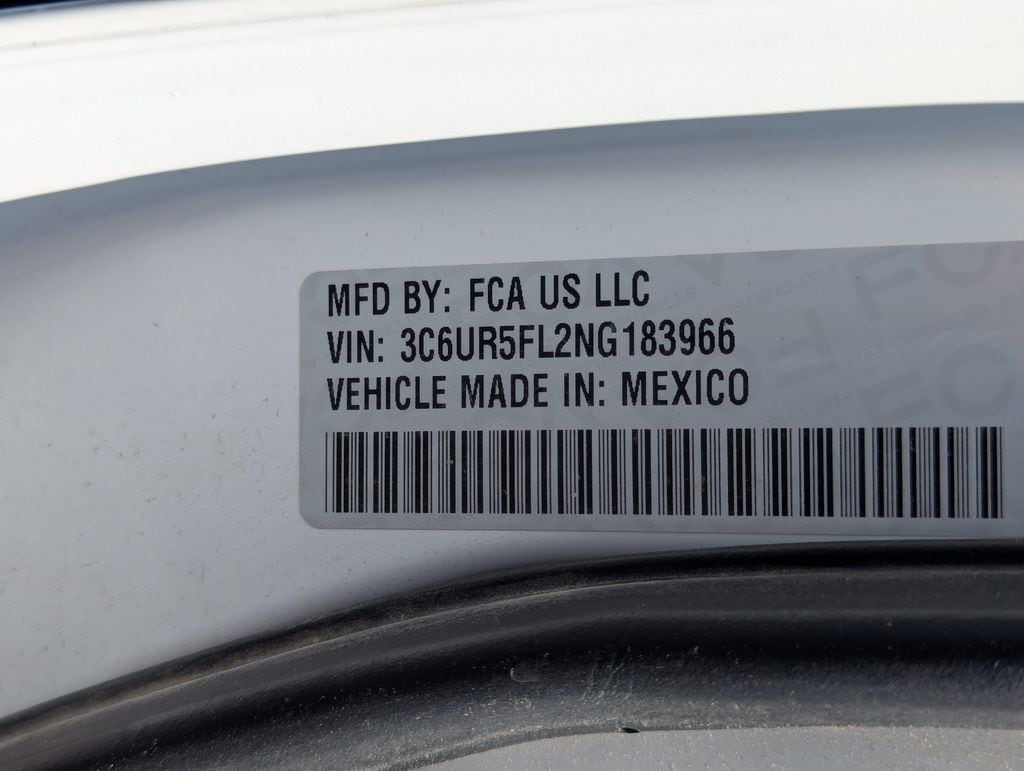 MFD BY: FCA US LLC
VIN: 3C6UR5FL2NG183966
VEHICLE MADE IN: MEXICO